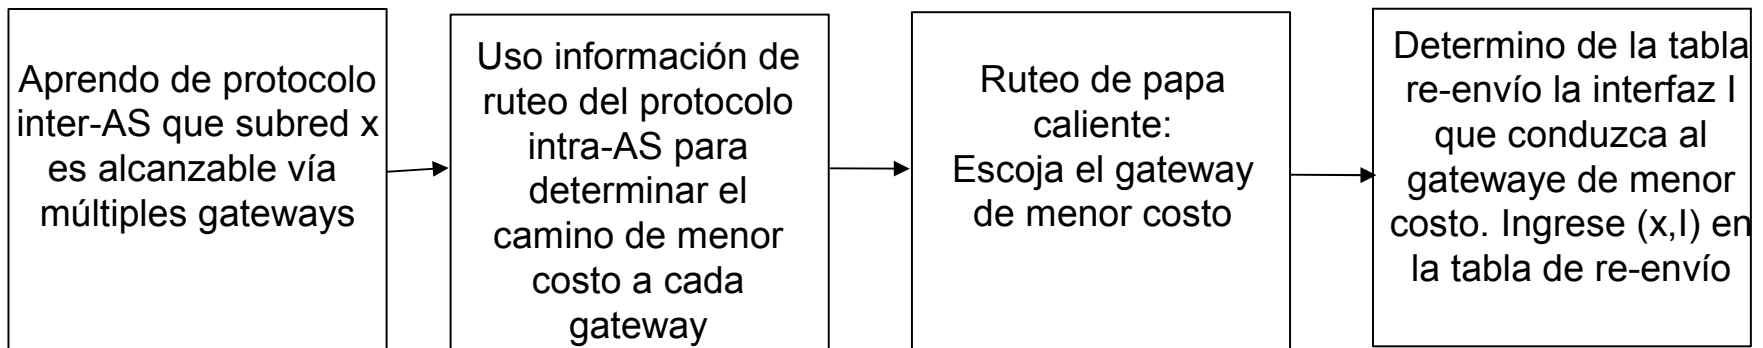 Aprendo de protocolo
inter-AS que subred x
es alcanzable vía
múltiples gateways
Uso información de
ruteo del protocolo
intra-AS para
determinar el
camino de menor
costo a cada
gateway
Ruteo de papa
caliente:
Escoja el gateway
de menor costo
Determino de la tabla
re-envío la interfaz I
que conduzca al
gatewaye de menor
costo. Ingrese (x,I) en
la tabla de re-envío